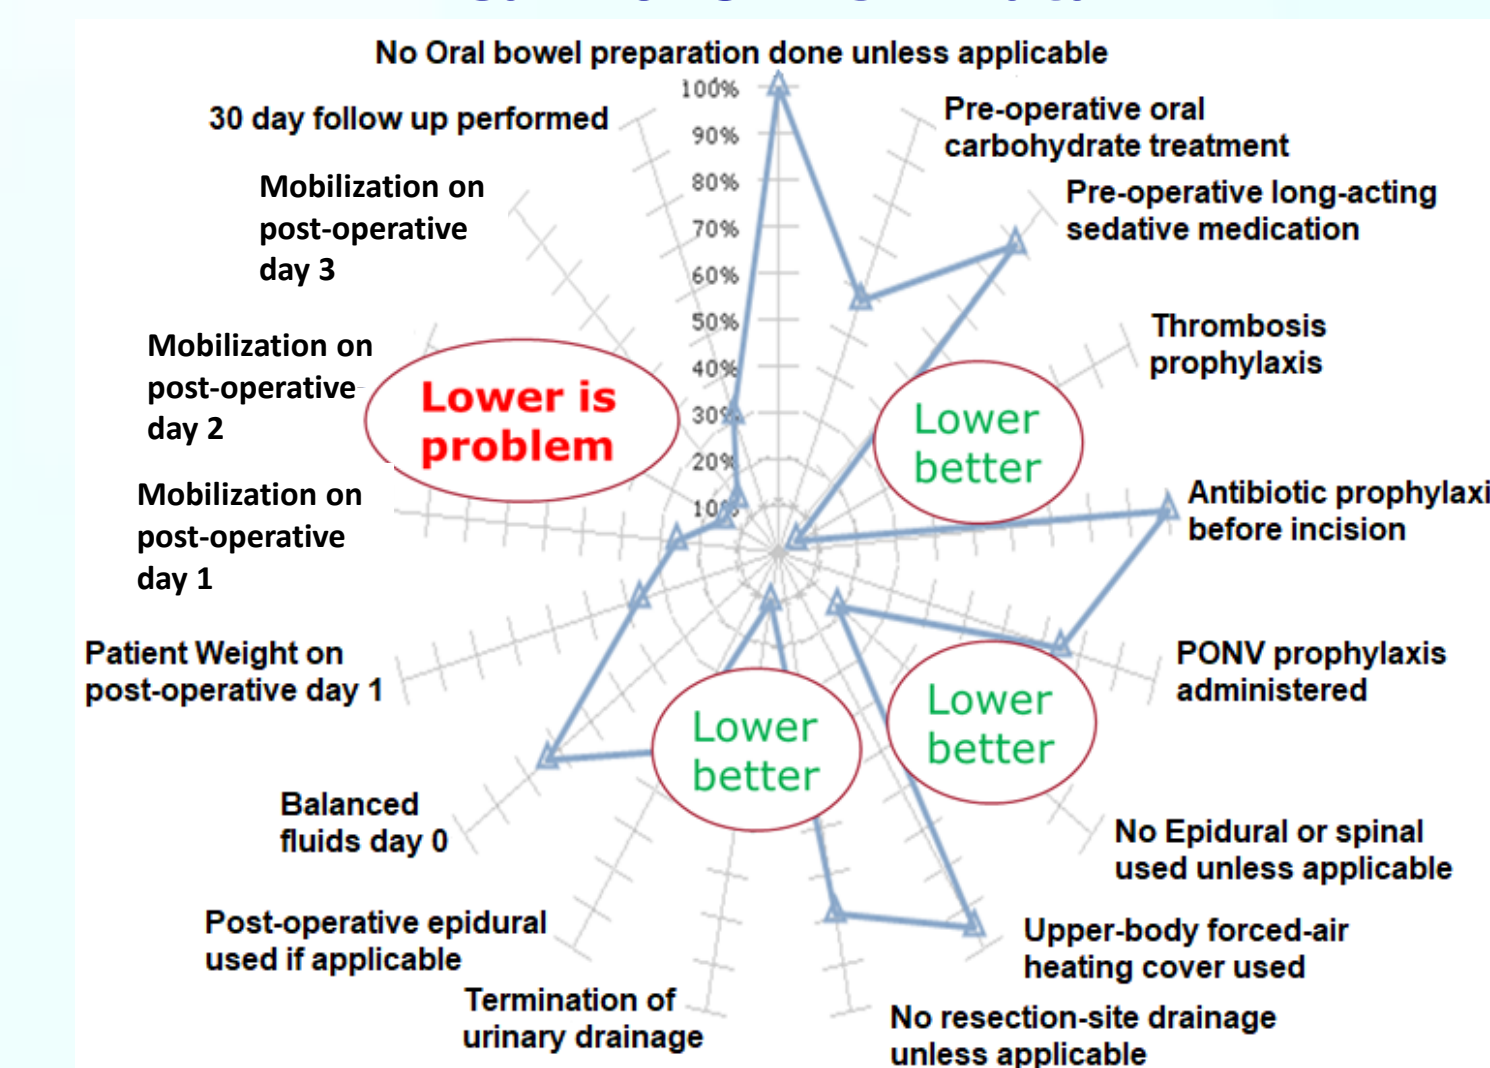 No Oral bowel preparation done unless applicable
100%
90%
80%
70%
60%
50%
40%
30%
20%
10%
Pre-operative oral
carbohydrate treatment
Pre-operative long-acting
sedative medication
Thrombosis
prophylaxis
Lower
better
Antibiotic prophylaxi
before incision
PONV prophylaxis
administered
Lower
better
No Epidural or spinal
used unless applicable
Upper-body forced-air
heating cover used
No resection-site drainage
unless applicable
Lower
better
Termination of
urinary drainage
Post-operative epidural
used if applicable
Balanced
fluids day 0
Patient Weight on
post-operative day 1
Mobilization on
post-operative
day 1
Mobilization on
post-operative
day 2
Lower is
problem
Mobilization on
post-operative
day 3
30 day follow up performed